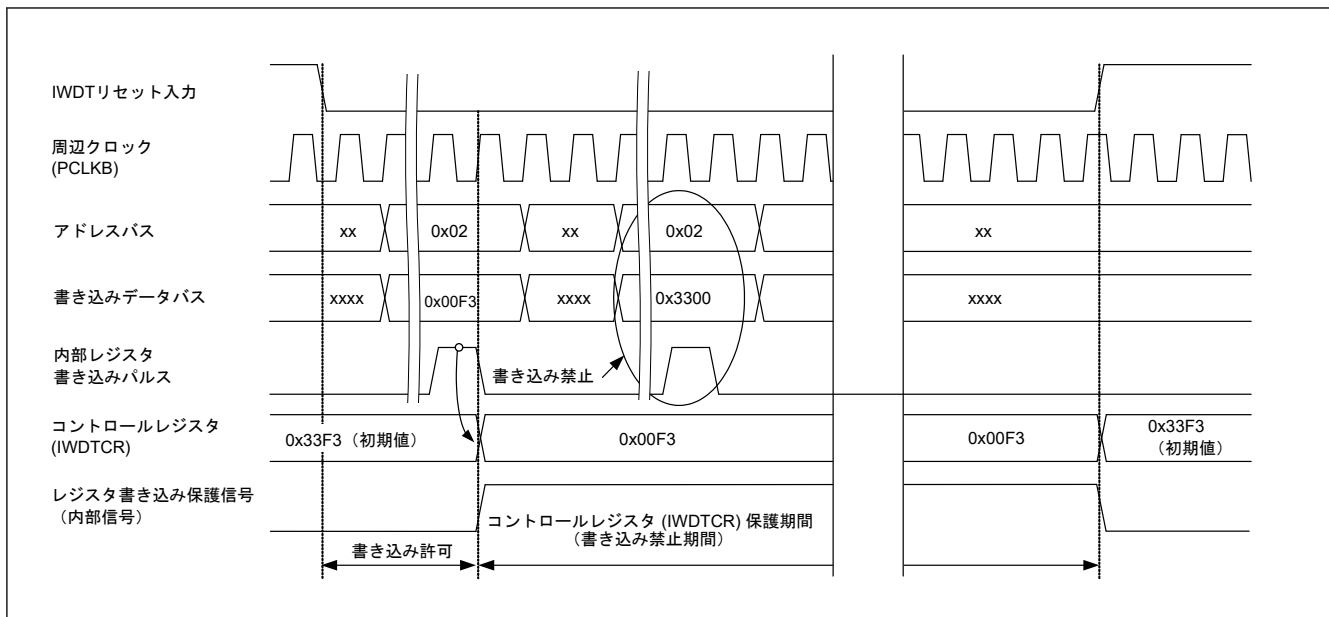 IWDTリセット入力
周辺クロック
(PCLKB)
アドレスバス
xx
0x02
xx
0x02
xx
書き込みデータバス
xxxx
0x00F3
xxxx
0x3300
xxxx
内部レジスタ
書き込みパルス
書き込み禁止
コントロールレジスタ
(IWDTCR)
0x33F3（初期値）
0x00F3
0x00F3
0x33F3
（初期値）
レジスタ書き込み保護信号
（内部信号）
コントロールレジスタ (IWDTCR) 保護期間
（書き込み禁止期間）
書き込み許可